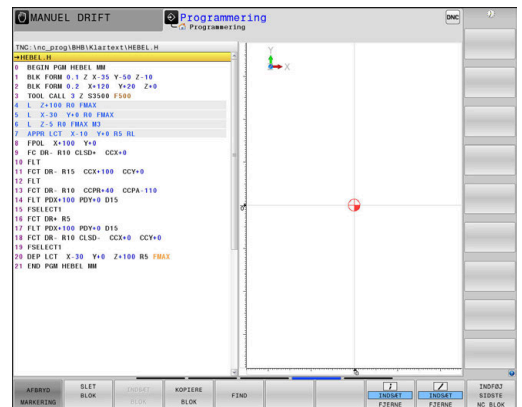 MANUEL DRIFT
Programmering
Programmering
DNC
TNC:\nc_prog\BHB\Klartext\HEBEL.H
→HEBEL.H
0 BEGIN PGM HEBEL MM
1 BLK FORM 0.1 Z X-35 Y-50 Z-10
2 BLK FORM 0.2 X+120 Y+20 Z+0
3 TOOL CALL 3 Z S3500 F500
4 L Z+100 R0 FMAX
5 L X-30 Y+0 R0 FMAX
6 L Z-5 R0 FMAX M3
7 APPR LCT X-10 Y+0 R5 RL
8 FPOL X+100 Y+0
9 FC DR- R10 CLSD+ CCX+0
10 FLT
11 FCT DR- R15 CCX+100 CCY+0
12 FLT
13 FCT DR- R10 CCPR+40 CCPA-110
14 FLT PDX+100 PDY+0 D15
15 FSELECT1
16 FCT DR+ R5
17 FLT PDX+100 PDY+0 D15
18 FCT DR- R10 CLSD- CCX+0 CCY+0
19 FSELECT1
20 DEP LCT X-30 Y+0 Z+100 R5 FMAX
21 END PGM HEBEL MM
Y
X
0
0
AFBRYD
MARKERING
SLET
BLOK
INDSÆT
BLOK
KOPIERE
BLOK
FIND
INDSÆT
FJERNE
INDSÆT
FJERNE
INDFØJ
SIDSTE
NC BLOK